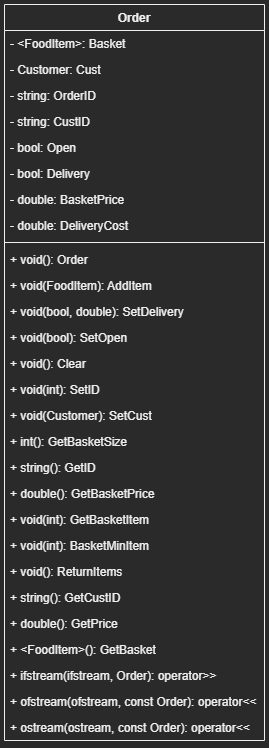 Order
- <FoodItem>: Basket
- Customer: Cust
- string: OrderID
- string: CustID
- bool: Open
- bool: Delivery
- double: BasketPrice
- double: DeliveryCost
+ void(): Order
+ void(FoodItem): AddItem
+ void(bool, double): SetDelivery
+ void(bool): SetOpen
+ void(): Clear
+ void(int): SetID
+ void(Customer): SetCust
+ int(): GetBasketSize
+ string(): GetID
+ double(): GetBasketPrice
+ void(int): GetBasketItem
+ void(int): BasketMinItem
+ void(): ReturnItems
+ string(): GetCustID
+ double(): GetPrice
+ <FoodItem>(): GetBasket
+ ifstream(ifstream, Order): operator>>
+ ofstream(ofstream, const Order): operator<<
+ ostream(ostream, const Order): operator<<